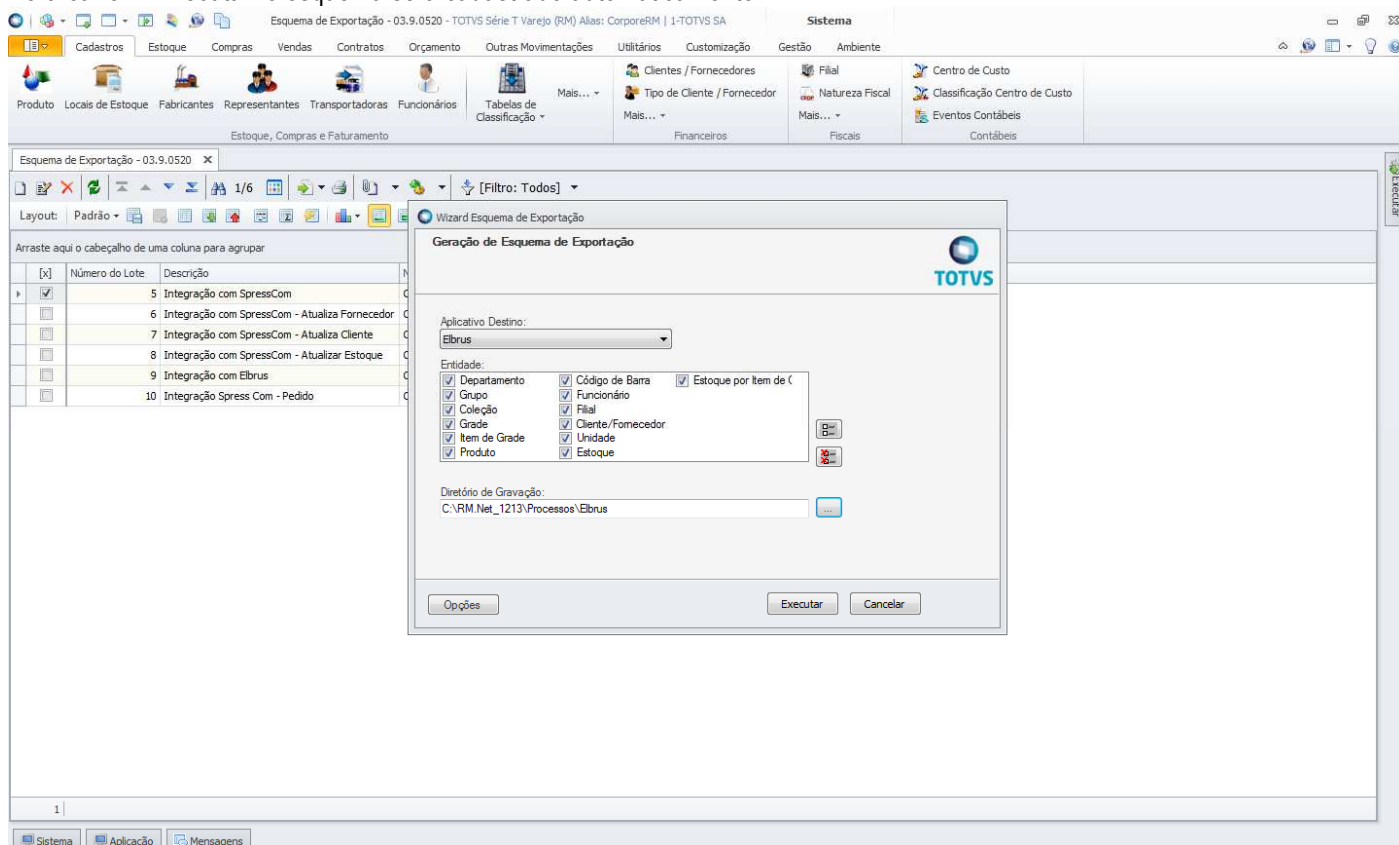 Esquema de Exportação - 03.9.0520 - TOTVS Série T Varejo (RM) Alias: CorporeRM | 1-TOTVS SA Sistema
Cadastros Estoque Compras Vendas Contratos Orçamento Outras Movimentações Utilitários Customização Gestão Ambiente
Produto Locais de Estoque Fabricantes Representantes Transportadoras Funcionários Tabelas de Classificação Mais...
Estoque, Compras e Faturamento
Clientes / Fornecedores
Tipo de Cliente / Fornecedor
Mais...
Financeiros
Filial
Natureza Fiscal
Mais...
Fiscais
Centro de Custo
Classificação Centro de Custo
Eventos Contábeis
Contábeis
Esquema de Exportação - 03.9.0520
Executar
1/6 [Filtro: Todos]
Layout: Padrão
Arraste aqui o cabeçalho de uma coluna para agrupar
[x] Número do Lote Descrição
5 Integração com SpressCom
6 Integração com SpressCom - Atualiza Fornecedor
7 Integração com SpressCom - Atualiza Cliente
8 Integração com SpressCom - Atualizar Estoque
9 Integração com Elbrus
10 Integração Spress Com - Pedido
Wizard Esquema de Exportação
Geração de Esquema de Exportação
TOTVS
Aplicativo Destino:
Elbrus
Entidade:
Departamento Código de Barra Estoque por Item de
Grupo Funcionário
Coleção Filial
Grade Cliente/Fornecedor
Item de Grade Unidade
Produto Estoque
Diretório de Gravação:
C:\RM.Net_1213\Processos\Elbrus ...
Opções Executar Cancelar
1
Sistema Aplicação Mensagens